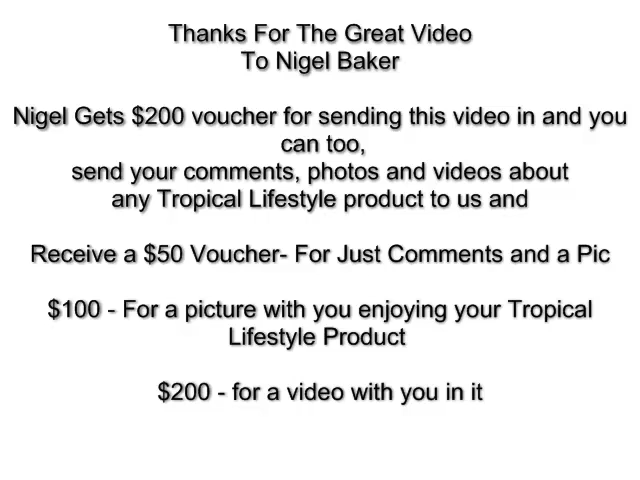 Thanks For The Great Video
To Nigel Baker
Nigel Gets $200 voucher for sending this video in and you
can too,
send your comments, photos and videos about
any Tropical Lifestyle product to us and
Receive a $50 Voucher- For Just Comments and a Pic
$100 - For a picture with you enjoying your Tropical
Lifestyle Product
$200 - for a video with you in it